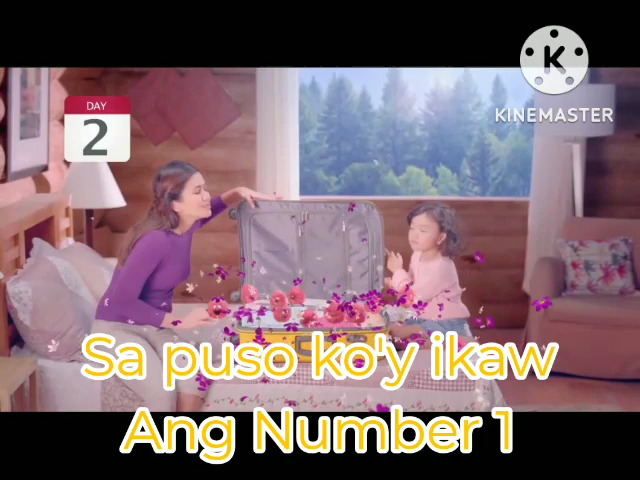 DAY
2
K
KINEMASTER
Sa puso ko'y ikaw
Ang Number 1